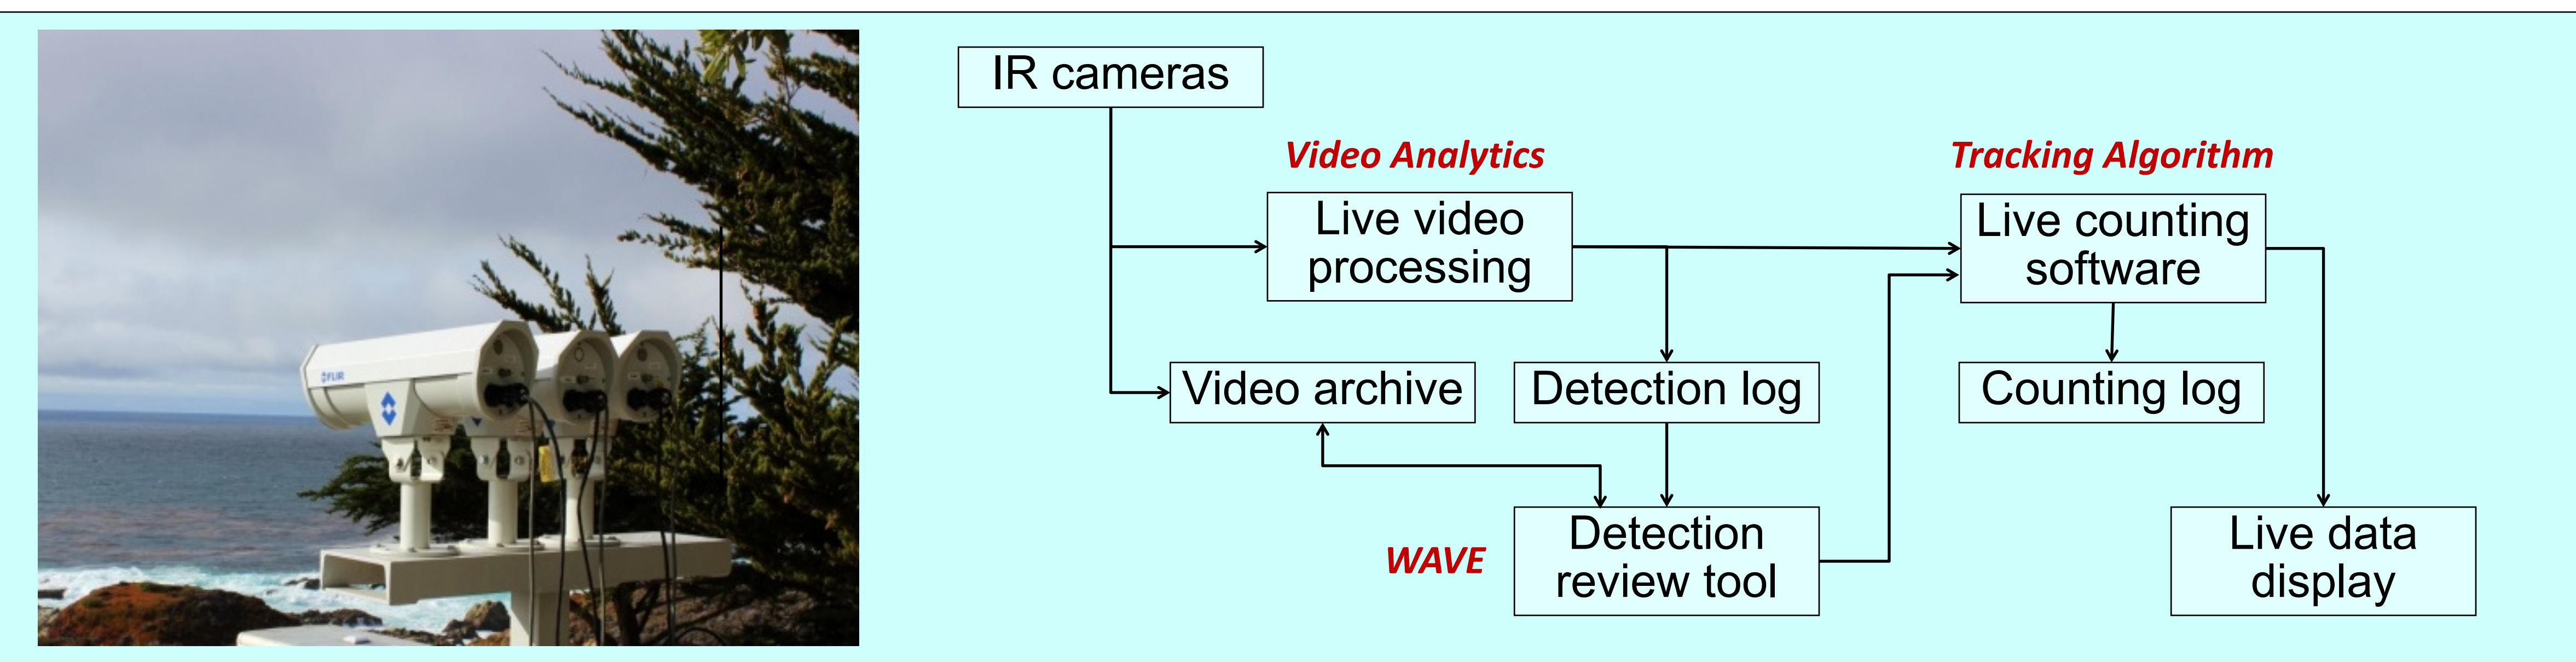 FLIR
IR cameras
Video Analytics
Tracking Algorithm
Live video
processing
Live counting
software
Video archive
Detection log
Counting log
WAVE
Detection
review tool
Live data
display